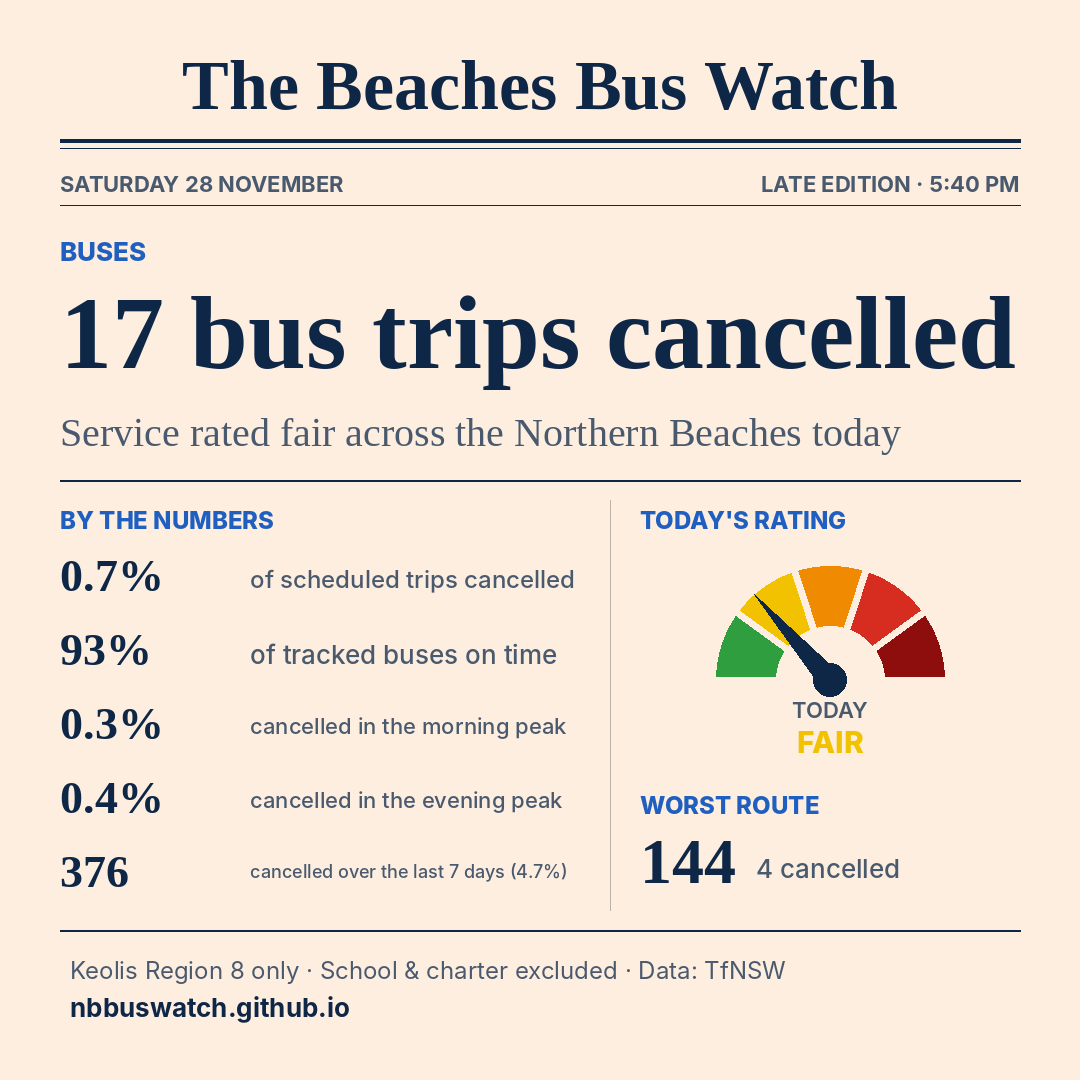 The Beaches Bus Watch
SATURDAY 28 NOVEMBER
LATE EDITION · 5:40 PM
BUSES
17 bus trips cancelled
Service rated fair across the Northern Beaches today
BY THE NUMBERS
0.7% of scheduled trips cancelled
93% of tracked buses on time
0.3% cancelled in the morning peak
0.4% cancelled in the evening peak
376 cancelled over the last 7 days (4.7%)
TODAY'S RATING
TODAY
FAIR
WORST ROUTE
144 4 cancelled
Keolis Region 8 only · School & charter excluded · Data: TfNSW
nbbuswatch.github.io